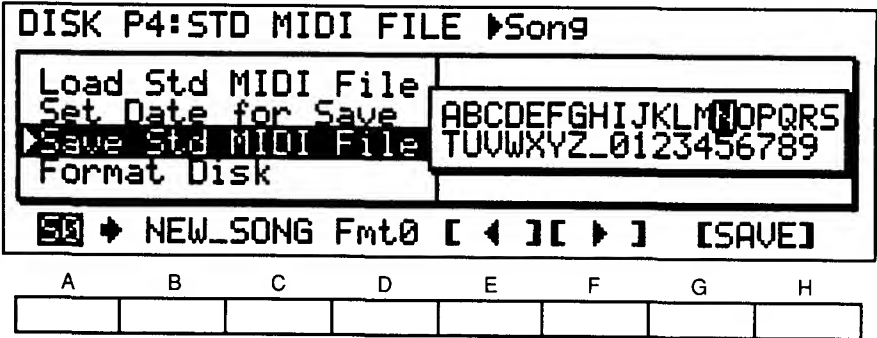 DISK P4:STD MIDI FILE ▶Song
Load Std MIDI File
Set Date for Save
Save Std MIDI File
Format Disk
ABCDEFGHIJKLMNOPQRS
TUVWXYZ_0123456789
➡ NEW_SONG Fmt0 [ ◀ ][ ▶ ] [SAVE]
A B C D E F G H